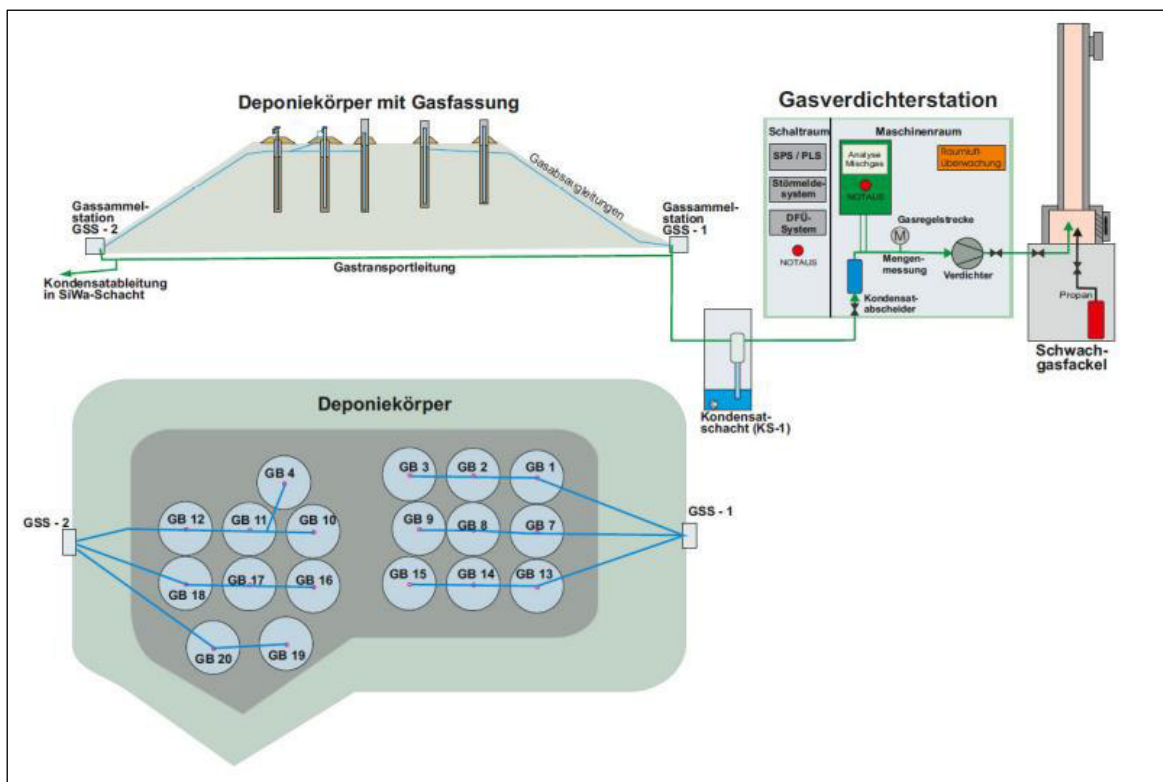 Deponiekörper mit Gasfassung
Gasabsaugleitungen
Gassammel-
station
GSS - 2
Gassammel-
station
GSS - 1
Gastransportleitung
Kondensatableitung
in SiWa-Schacht
Gasverdichterstation
Schaltraum
Maschinenraum
SPS / PLS
Störmelde-
system
DFÜ-
System
NOTAUS
Analyse
Mischgas
NOTAUS
Raumluft-
überwachung
Gasregelstrecke
M
Mengen-
messung
Verdichter
Kondensat
abscheider
Propan
Schwach-
gasfackel
Kondensat-
schacht (KS-1)
Deponiekörper
GB 4
GB 3
GB 2
GB 1
GSS - 2
GB 12
GB 11
GB 10
GB 9
GB 8
GB 7
GSS - 1
GB 18
GB 17
GB 16
GB 15
GB 14
GB 13
GB 20
GB 19